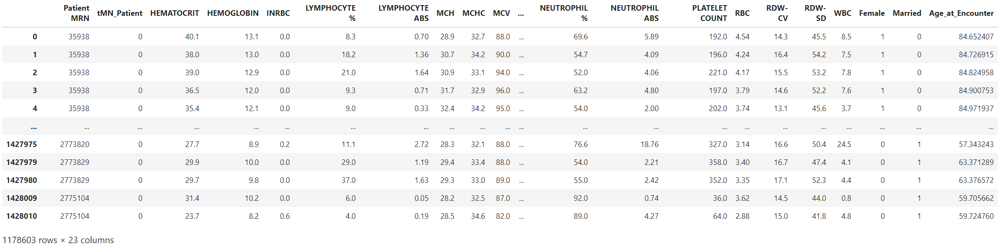 Patient MRN tMN_Patient HEMATOCRIT HEMOGLOBIN INRBC LYMPHOCYTE % LYMPHOCYTE ABS MCH MCHC MCV ... NEUTROPHIL % NEUTROPHIL ABS PLATELET COUNT RBC RDW-CV RDW-SD WBC Female Married Age_at_Encounter
0 35938 0 40.1 13.1 0.0 8.3 0.70 28.9 32.7 88.0 ... 69.6 5.89 192.0 4.54 14.3 45.5 8.5 1 0 84.652407
1 35938 0 38.0 13.0 0.0 18.2 1.36 30.7 34.2 90.0 ... 54.7 4.09 196.0 4.24 16.4 54.2 7.5 1 0 84.726915
2 35938 0 39.0 12.9 0.0 21.0 1.64 30.9 33.1 94.0 ... 52.0 4.06 221.0 4.17 15.5 53.2 7.8 1 0 84.824958
3 35938 0 36.5 12.0 0.0 9.3 0.71 31.7 32.9 96.0 ... 63.2 4.80 197.0 3.79 14.6 52.2 7.6 1 0 84.900753
4 35938 0 35.4 12.1 0.0 9.0 0.33 32.4 34.2 95.0 ... 54.0 2.00 202.0 3.74 13.1 45.6 3.7 1 0 84.971937
... ... ... ... ... ... ... ... ... ... ... ... ... ... ... ... ... ... ... ... ... ...
1427975 2773820 0 27.7 8.9 0.2 11.1 2.72 28.3 32.1 88.0 ... 76.6 18.76 327.0 3.14 16.6 50.4 24.5 0 1 57.343243
1427979 2773829 0 29.9 10.0 0.0 29.0 1.19 29.4 33.4 88.0 ... 54.0 2.21 358.0 3.40 16.7 47.4 4.1 0 1 63.371289
1427980 2773829 0 29.7 9.8 0.0 37.0 1.63 29.3 33.0 89.0 ... 55.0 2.42 352.0 3.35 17.1 52.3 4.4 0 1 63.376572
1428009 2775104 0 31.4 10.2 0.0 6.0 0.05 28.2 32.5 87.0 ... 92.0 0.74 36.0 3.62 14.5 44.0 0.8 0 1 59.705662
1428010 2775104 0 23.7 8.2 0.6 4.0 0.19 28.5 34.6 82.0 ... 89.0 4.27 64.0 2.88 15.0 41.8 4.8 0 1 59.724760
1178603 rows × 23 columns